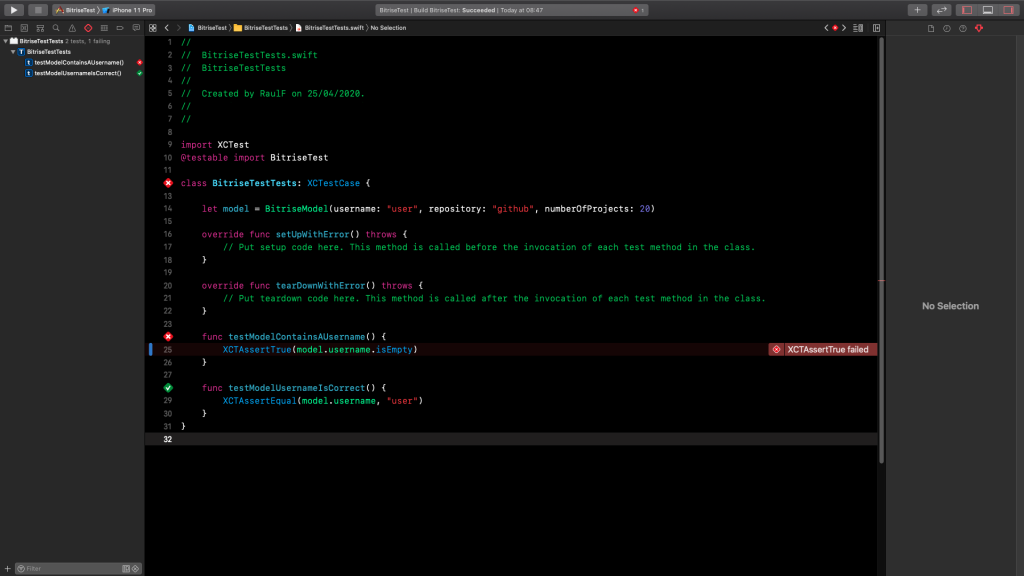 BitriseTest iPhone 11 Pro
BitriseTest | Build BitriseTest: Succeeded | Today at 08:47
BitriseTest BitriseTestTests BitriseTestTests.swift No Selection
BitriseTestTests 2 tests, 1 failing
T BitriseTestTests
t testModelContainsAUsername()
t testModelUsernameIsCorrect()
1 //
2 // BitriseTestTests.swift
3 // BitriseTestTests
4 //
5 // Created by RaulF on 25/04/2020.
6 //
7 //
8
9 import XCTest
10 @testable import BitriseTest
11
class BitriseTestTests: XCTestCase {
13
14 let model = BitriseModel(username: "user", repository: "github", numberOfProjects: 20)
15
16 override func setUpWithError() throws {
17 // Put setup code here. This method is called before the invocation of each test method in the class.
18 }
19
20 override func tearDownWithError() throws {
21 // Put teardown code here. This method is called after the invocation of each test method in the class.
22 }
23
func testModelContainsAUsername() {
25 XCTAssertTrue(model.username.isEmpty) XCTAssertTrue failed
26 }
27
func testModelUsernameIsCorrect() {
29 XCTAssertEqual(model.username, "user")
30 }
31 }
32
No Selection
Filter